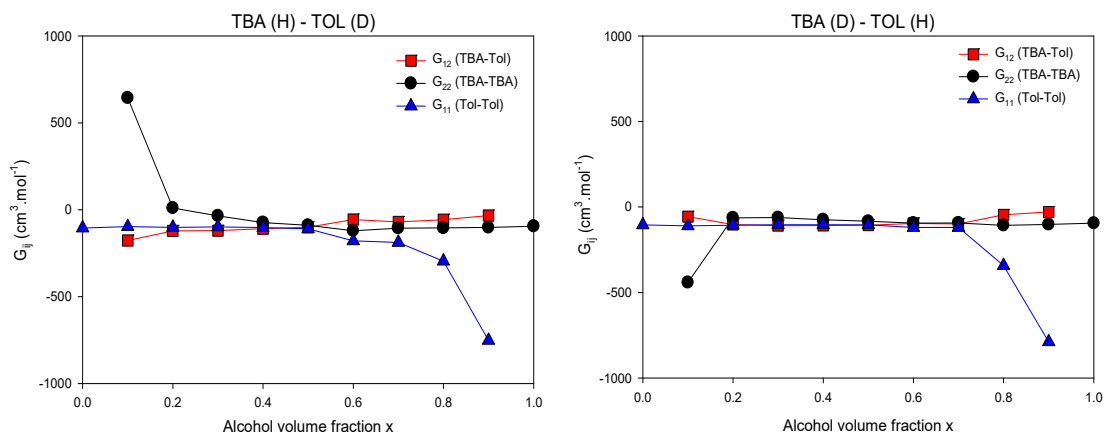 TBA (H) - TOL (D)
1000
500
0
-500
-1000
G₁₂ (TBA-Tol)
G₂₂ (TBA-TBA)
G₁₁ (Tol-Tol)
Gᵢⱼ (cm³.mol⁻¹)
0.0 0.2 0.4 0.6 0.8 1.0
Alcohol volume fraction x
TBA (D) - TOL (H)
1000
500
0
-500
-1000
G₁₂ (TBA-Tol)
G₂₂ (TBA-TBA)
G₁₁ (Tol-Tol)
Gᵢⱼ (cm³.mol⁻¹)
0.0 0.2 0.4 0.6 0.8 1.0
Alcohol volume fraction x